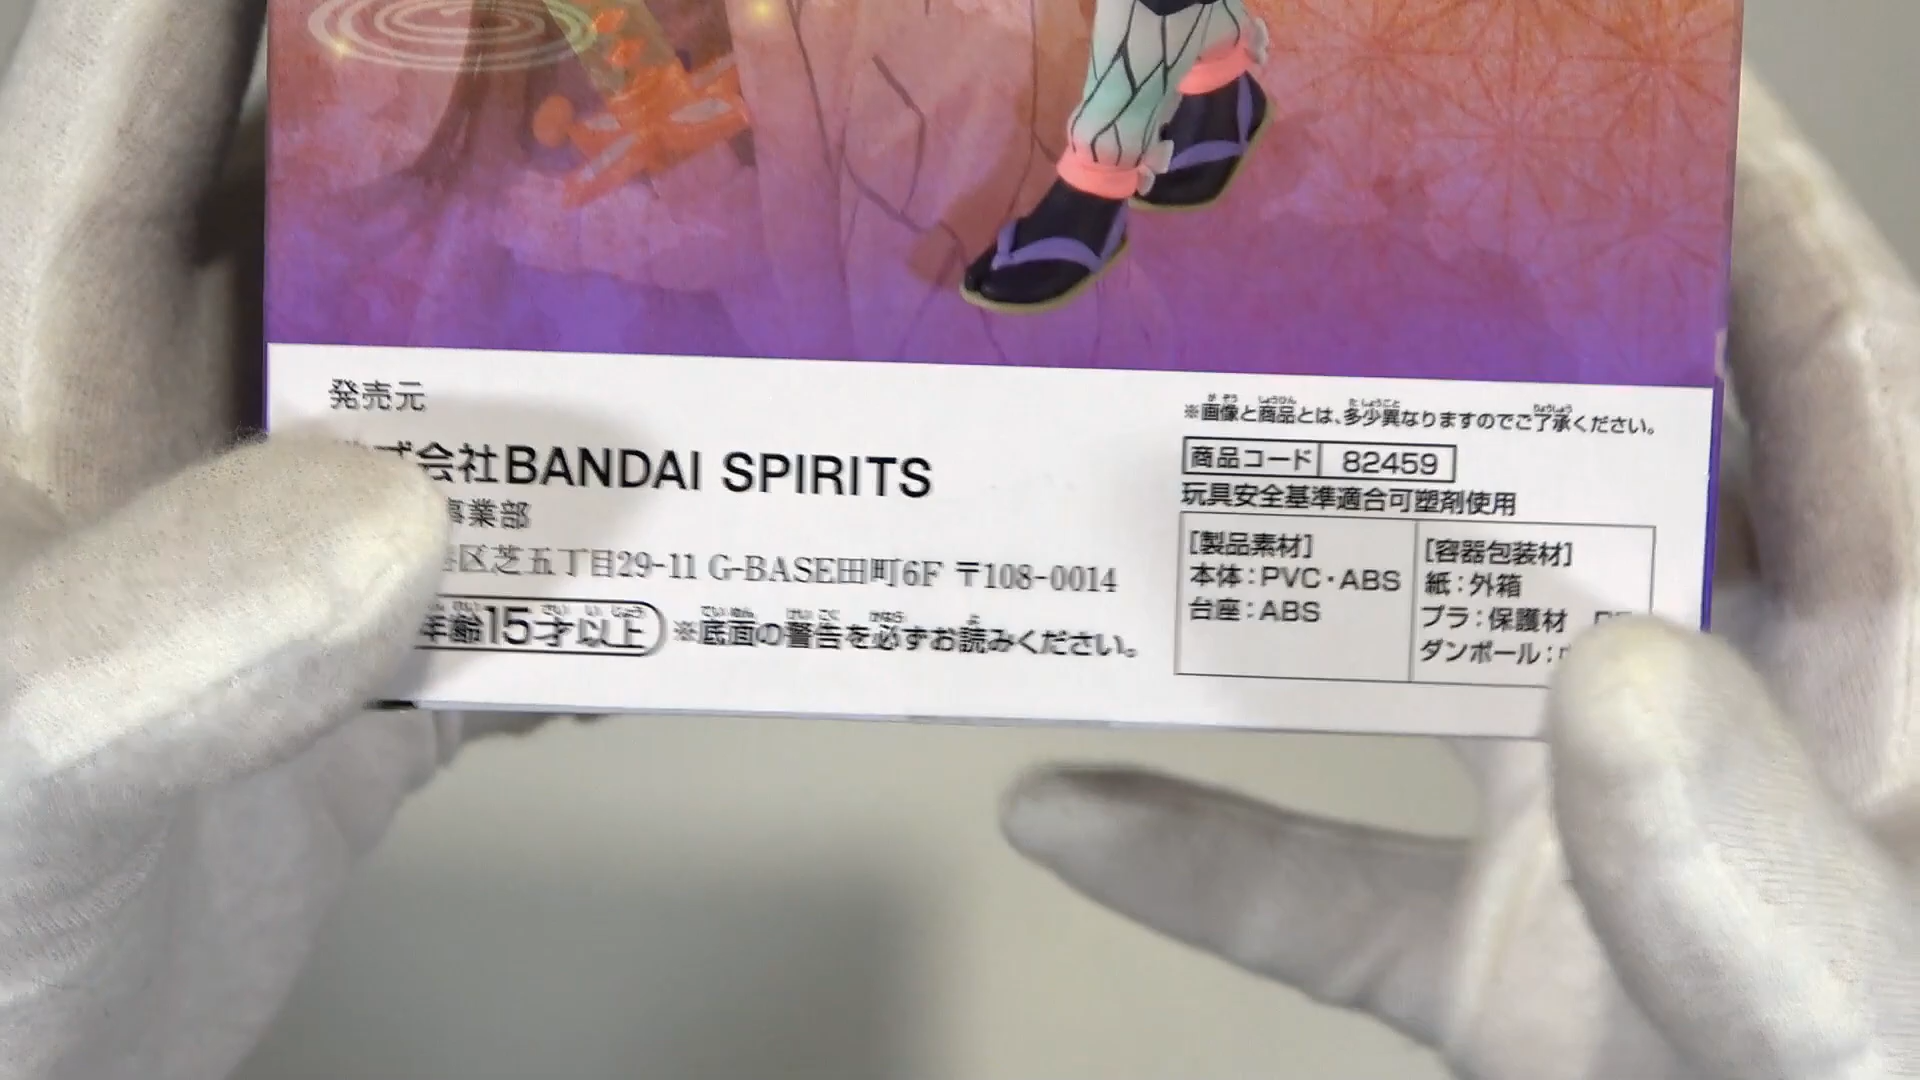 発売元
会社BANDAI SPIRITS
事業部
区芝五丁目29-11 G-BASE田町6F 〒108-0014
年齢15才以上 ※底面の警告を必ずお読みください。
※画像と商品とは、多少異なりますのでご了承ください。
商品コード 82459
玩具安全基準適合可塑剤使用
[製品素材]
本体:PVC・ABS
台座:ABS
[容器包装材]
紙:外箱
プラ:保護材
ダンボール: